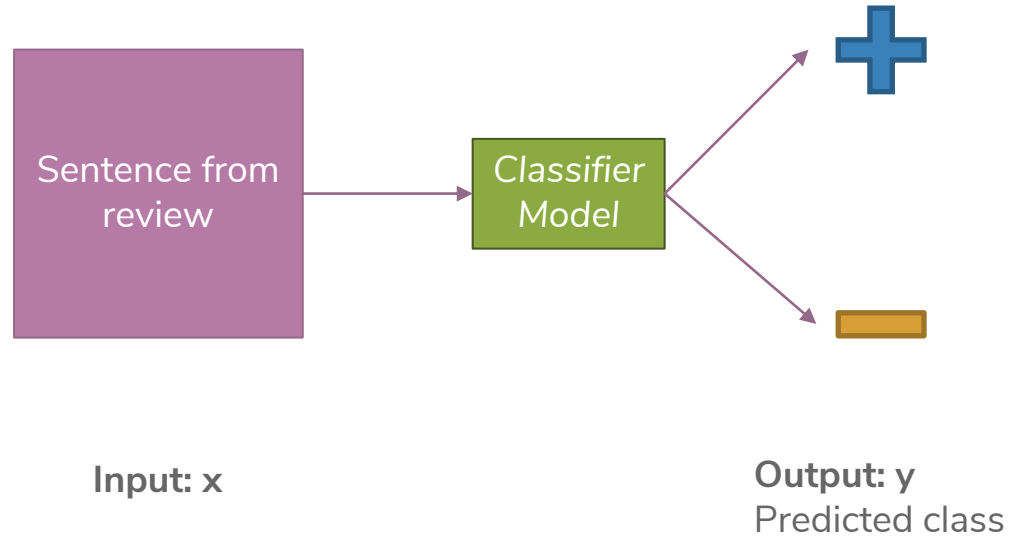 Sentence from
review
Classifier
Model
Input: x
Output: y
Predicted class